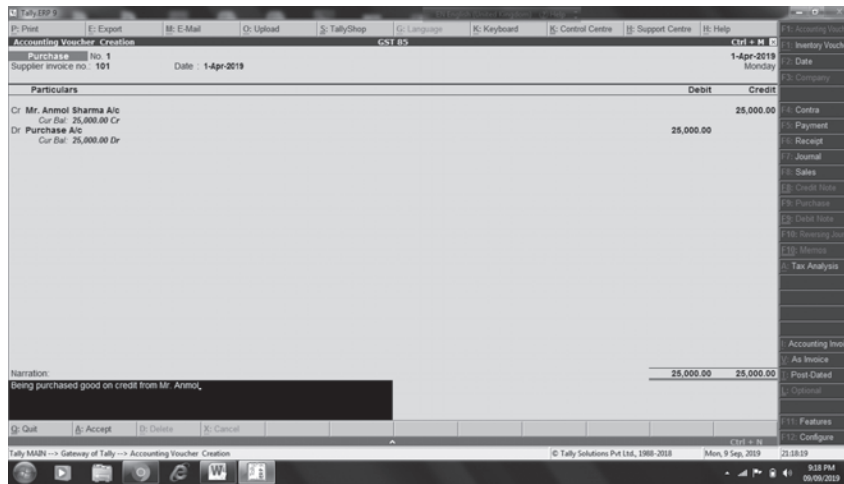 Tally.ERP 9
P: Print E: Export M: E-Mail O: Upload S: TallyShop G: Language K: Keyboard K: Control Centre H: Support Centre H: Help
Accounting Voucher Creation GST 85 Ctrl + M
Purchase No. 1 1-Apr-2019
Supplier invoice no.: 101 Date : 1-Apr-2019 Monday
Particulars Debit Credit
Cr Mr. Anmol Sharma A/c 25,000.00
Cur Bal: 25,000.00 Cr
Dr Purchase A/c 25,000.00
Cur Bal: 25,000.00 Dr
Narration: 25,000.00 25,000.00
Being purchased good on credit from Mr. Anmol
Q: Quit A: Accept D: Delete X: Cancel
Ctrl + N
Tally MAIN --> Gateway of Tally --> Accounting Voucher Creation © Tally Solutions Pvt Ltd., 1988-2018 Mon, 9 Sep, 2019 21:18:19
9:18 PM
09/09/2019
F1: Accounting Vouch
F1: Inventory Vouch
F2: Date
F3: Company
F4: Contra
F5: Payment
F6: Receipt
F7: Journal
F8: Sales
F8: Credit Note
F9: Purchase
F9: Debit Note
F10: Reversing Jour
F10: Memos
A: Tax Analysis
I: Accounting Invo
V: As Invoice
T: Post-Dated
L: Optional
F11: Features
F12: Configure